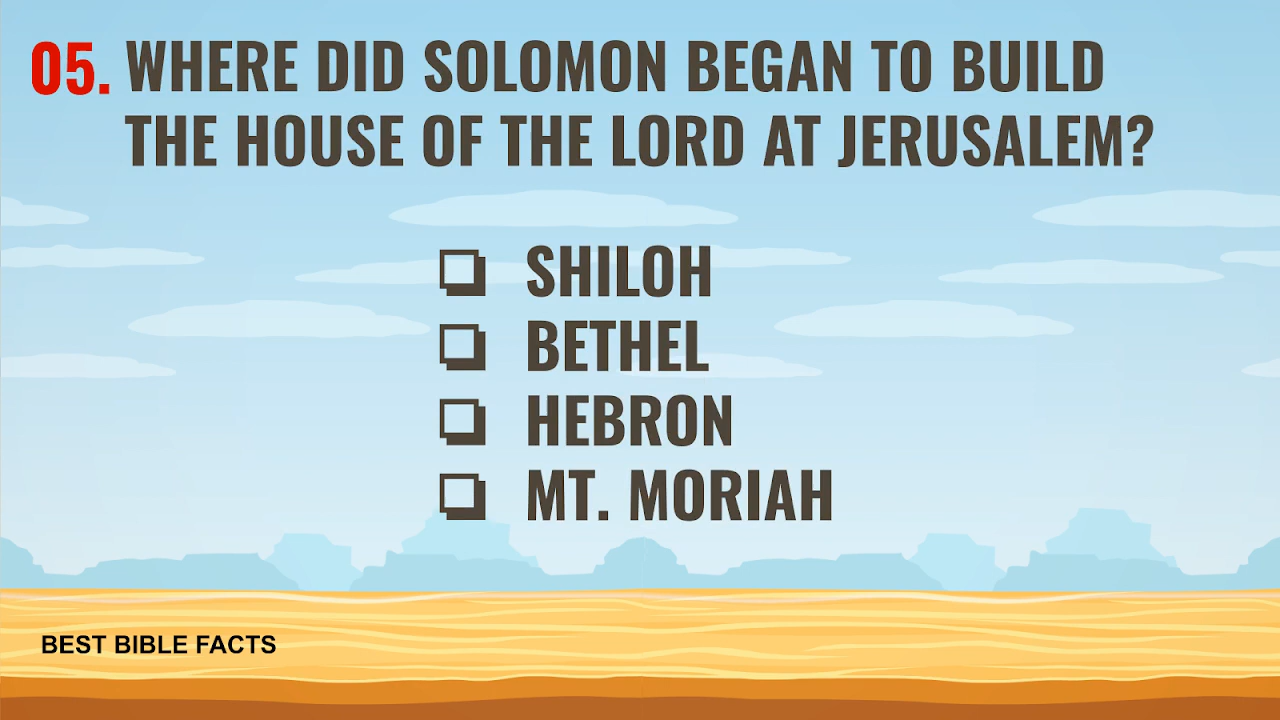 05. WHERE DID SOLOMON BEGAN TO BUILD
THE HOUSE OF THE LORD AT JERUSALEM?
SHILOH
BETHEL
HEBRON
MT. MORIAH
BEST BIBLE FACTS